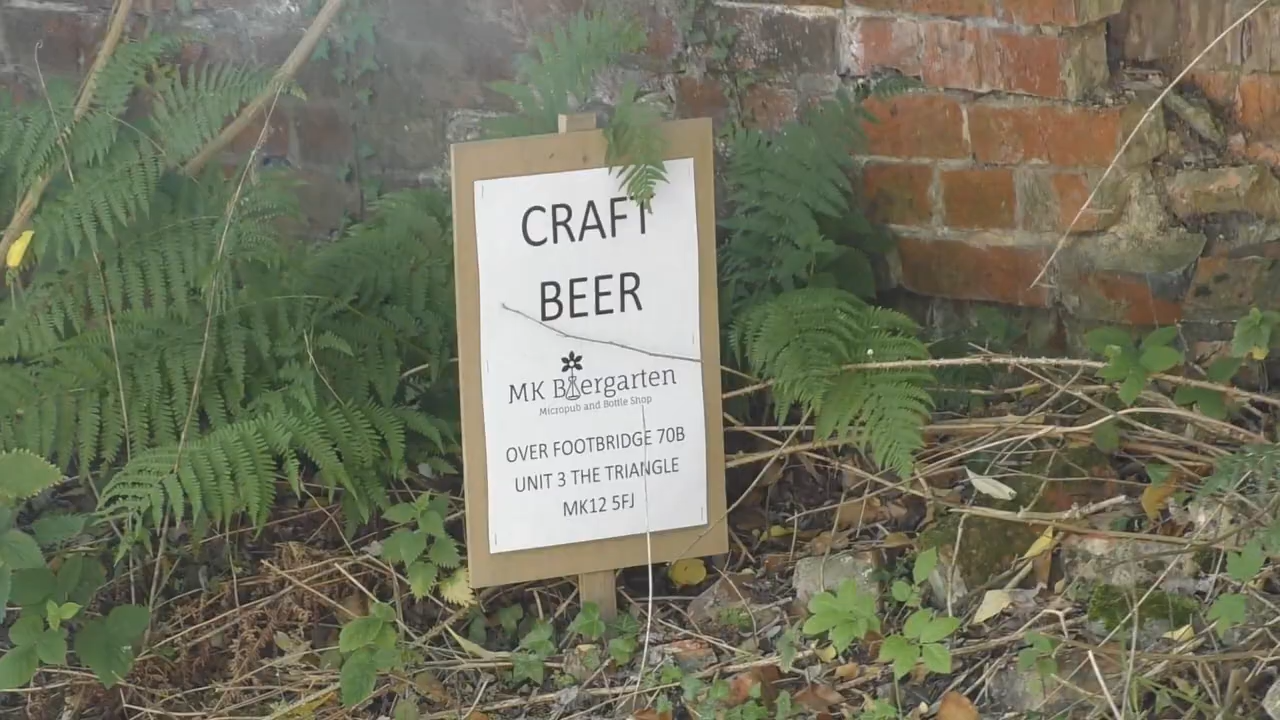 CRAFT
BEER
MK Biergarten
Micropub and Bottle Shop
OVER FOOTBRIDGE 70B
UNIT 3 THE TRIANGLE
MK12 5FJ